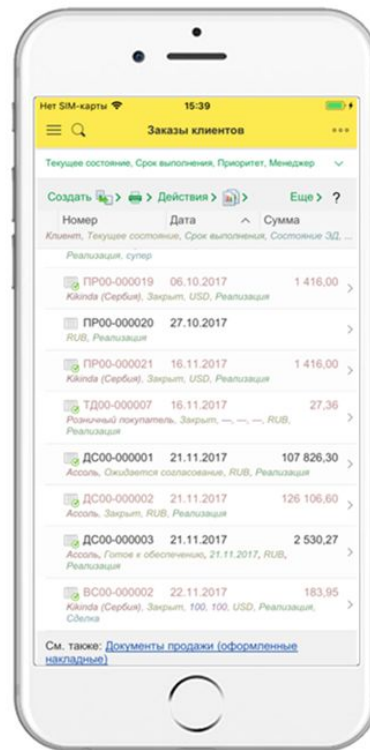 Нет SIM-карты 15:39
Заказы клиентов
Текущее состояние, Срок выполнения, Приоритет, Менеджер
Создать Действия Еще ?
Номер Дата Сумма
Клиент, Текущее состояние, Срок выполнения, Состояние ЭД, ...
Реализация, супер
ПР00-000019 06.10.2017 1 416,00
Kikinda (Сербия), Закрыт, USD, Реализация
ПР00-000020 27.10.2017
RUB, Реализация
ПР00-000021 16.11.2017 1 416,00
Kikinda (Сербия), Закрыт, USD, Реализация
ТД00-000007 16.11.2017 27,36
Розничный покупатель, Закрыт, —, —, —, RUB,
Реализация
ДС00-000001 21.11.2017 107 826,30
Ассоль, Ожидается согласование, RUB, Реализация
ДС00-000002 21.11.2017 126 106,60
Ассоль, Закрыт, RUB, Реализация
ДС00-000003 21.11.2017 2 530,27
Ассоль, Готов к обеспечению, 21.11.2017, RUB,
Реализация
ВС00-000002 22.11.2017 183,95
Kikinda (Сербия), Закрыт, 100, 100, USD, Реализация,
Сделка
См. также: Документы продажи (оформленные
накладные)